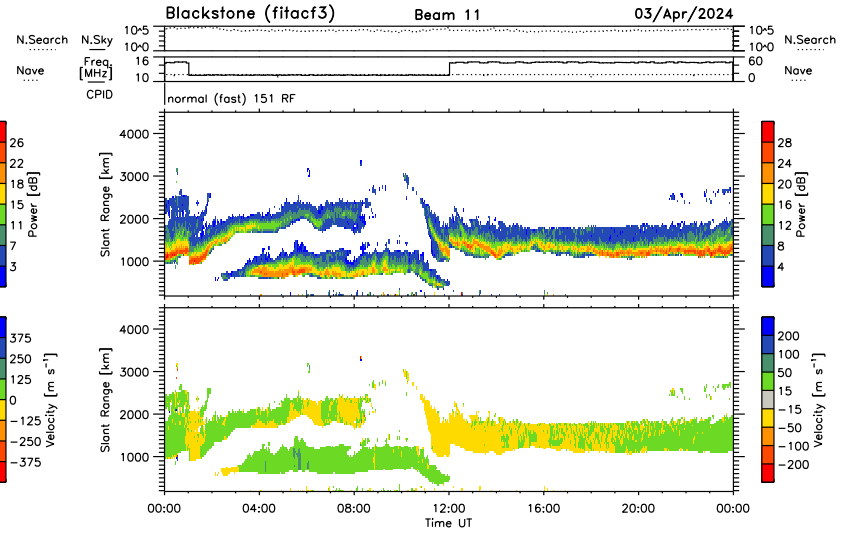 Blackstone (fitacf3) Beam 11 03/Apr/2024
N.Search N.Sky 10^5 10^0 10^5 10^0 N.Search
Nave Freq. [MHz] 16 10 60 0 Nave
CPID normal (fast) 151 RF
Power [dB] 26 22 18 15 11 7 3
Slant Range [km] 4000 3000 2000 1000
28 24 20 16 12 8 4 Power [dB]
Velocity [m s⁻¹] 375 250 125 0 −125 −250 −375
Slant Range [km] 4000 3000 2000 1000
200 100 50 15 −15 −50 −100 −200 Velocity [m s⁻¹]
00:00 04:00 08:00 12:00 16:00 20:00 00:00
Time UT